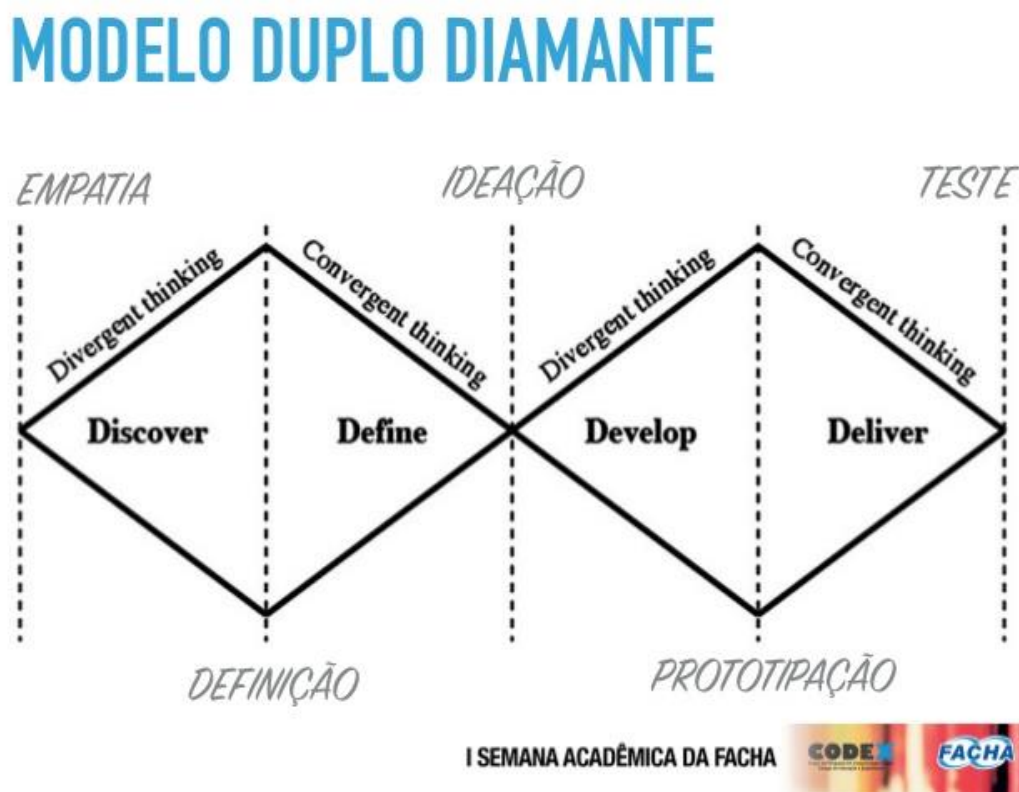 MODELO DUPLO DIAMANTE
EMPATIA
IDEAÇÃO
TESTE
Divergent thinking
Convergent thinking
Divergent thinking
Convergent thinking
Discover
Define
Develop
Deliver
DEFINIÇÃO
PROTOTIPAÇÃO
I SEMANA ACADÊMICA DA FACHA
CODEX
FACHA